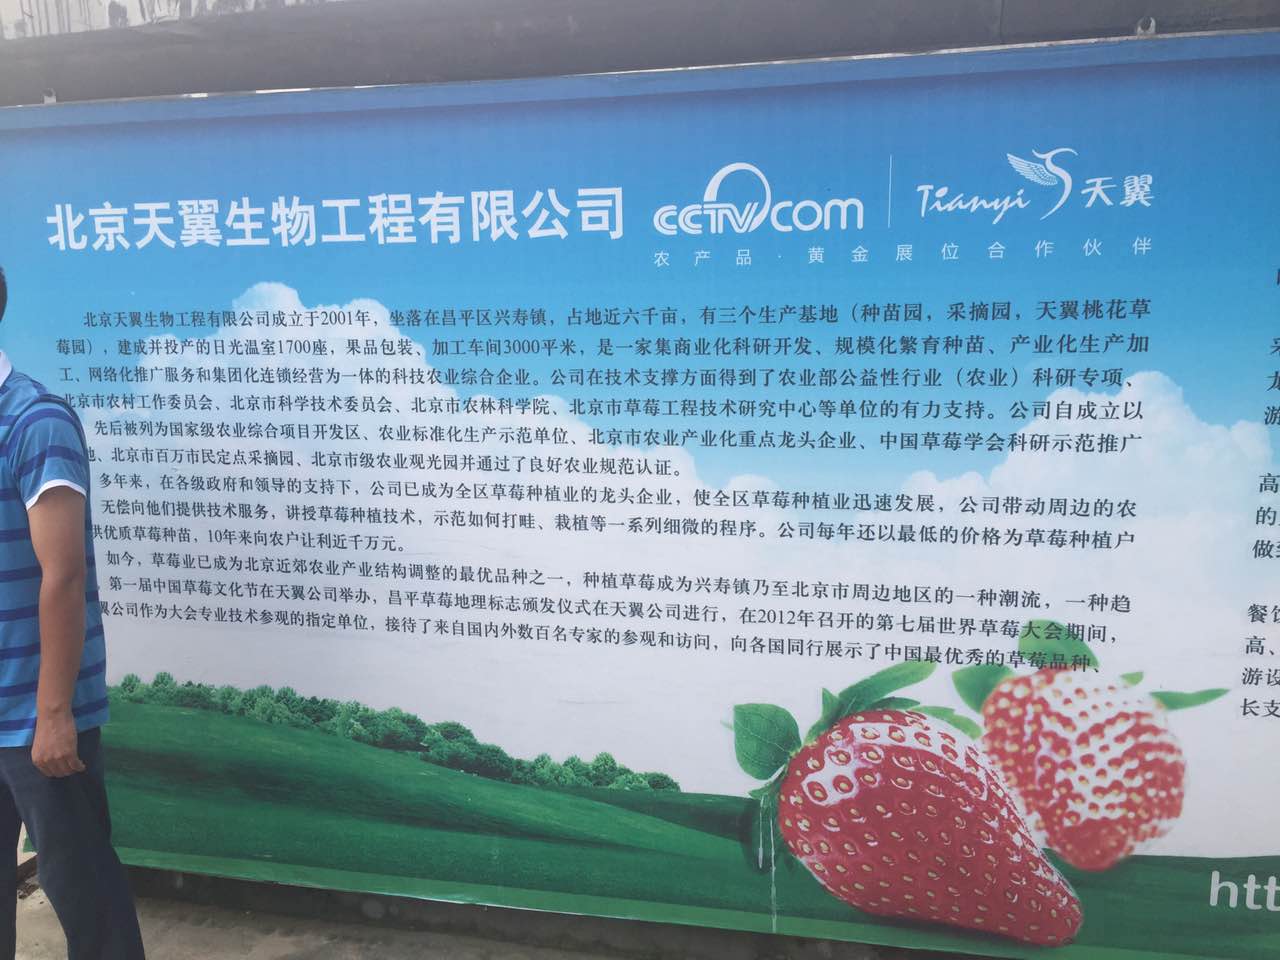 北京天翼生物工程有限公司
CCTV.com
Tianyi 天翼
农产品·黄金展位合作伙伴
北京天翼生物工程有限公司成立于2001年，坐落在昌平区兴寿镇，占地近六千亩，有三个生产基地（种苗园，采摘园，天翼桃花草
莓园），建成并投产的日光温室1700座，果品包装、加工车间3000平米，是一家集商业化科研开发、规模化繁育种苗、产业化生产加
工、网络化推广服务和集团化连锁经营为一体的科技农业综合企业。公司在技术支撑方面得到了农业部公益性行业（农业）科研专项、
北京市农村工作委员会、北京市科学技术委员会、北京市农林科学院、北京市草莓工程技术研究中心等单位的有力支持。公司自成立以
先后被列为国家级农业综合项目开发区、农业标准化生产示范单位、北京市农业产业化重点龙头企业、中国草莓学会科研示范推广
地、北京市百万市民定点采摘园、北京市级农业观光园并通过了良好农业规范认证。
多年来，在各级政府和领导的支持下，公司已成为全区草莓种植业的龙头企业，使全区草莓种植业迅速发展，公司带动周边的农
无偿向他们提供技术服务，讲授草莓种植技术，示范如何打畦、栽植等一系列细微的程序。公司每年还以最低的价格为草莓种植户
供优质草莓种苗，10年来向农户让利近千万元。
如今，草莓业已成为北京近郊农业产业结构调整的最优品种之一，种植草莓成为兴寿镇乃至北京市周边地区的一种潮流，一种趋
第一届中国草莓文化节在天翼公司举办，昌平草莓地理标志颁发仪式在天翼公司进行，在2012年召开的第七届世界草莓大会期间，
翼公司作为大会专业技术参观的指定单位，接待了来自国内外数百名专家的参观和访问，向各国同行展示了中国最优秀的草莓品种、
采
龙
游
高
的
做到
餐饮
高、
游设
长支
htt